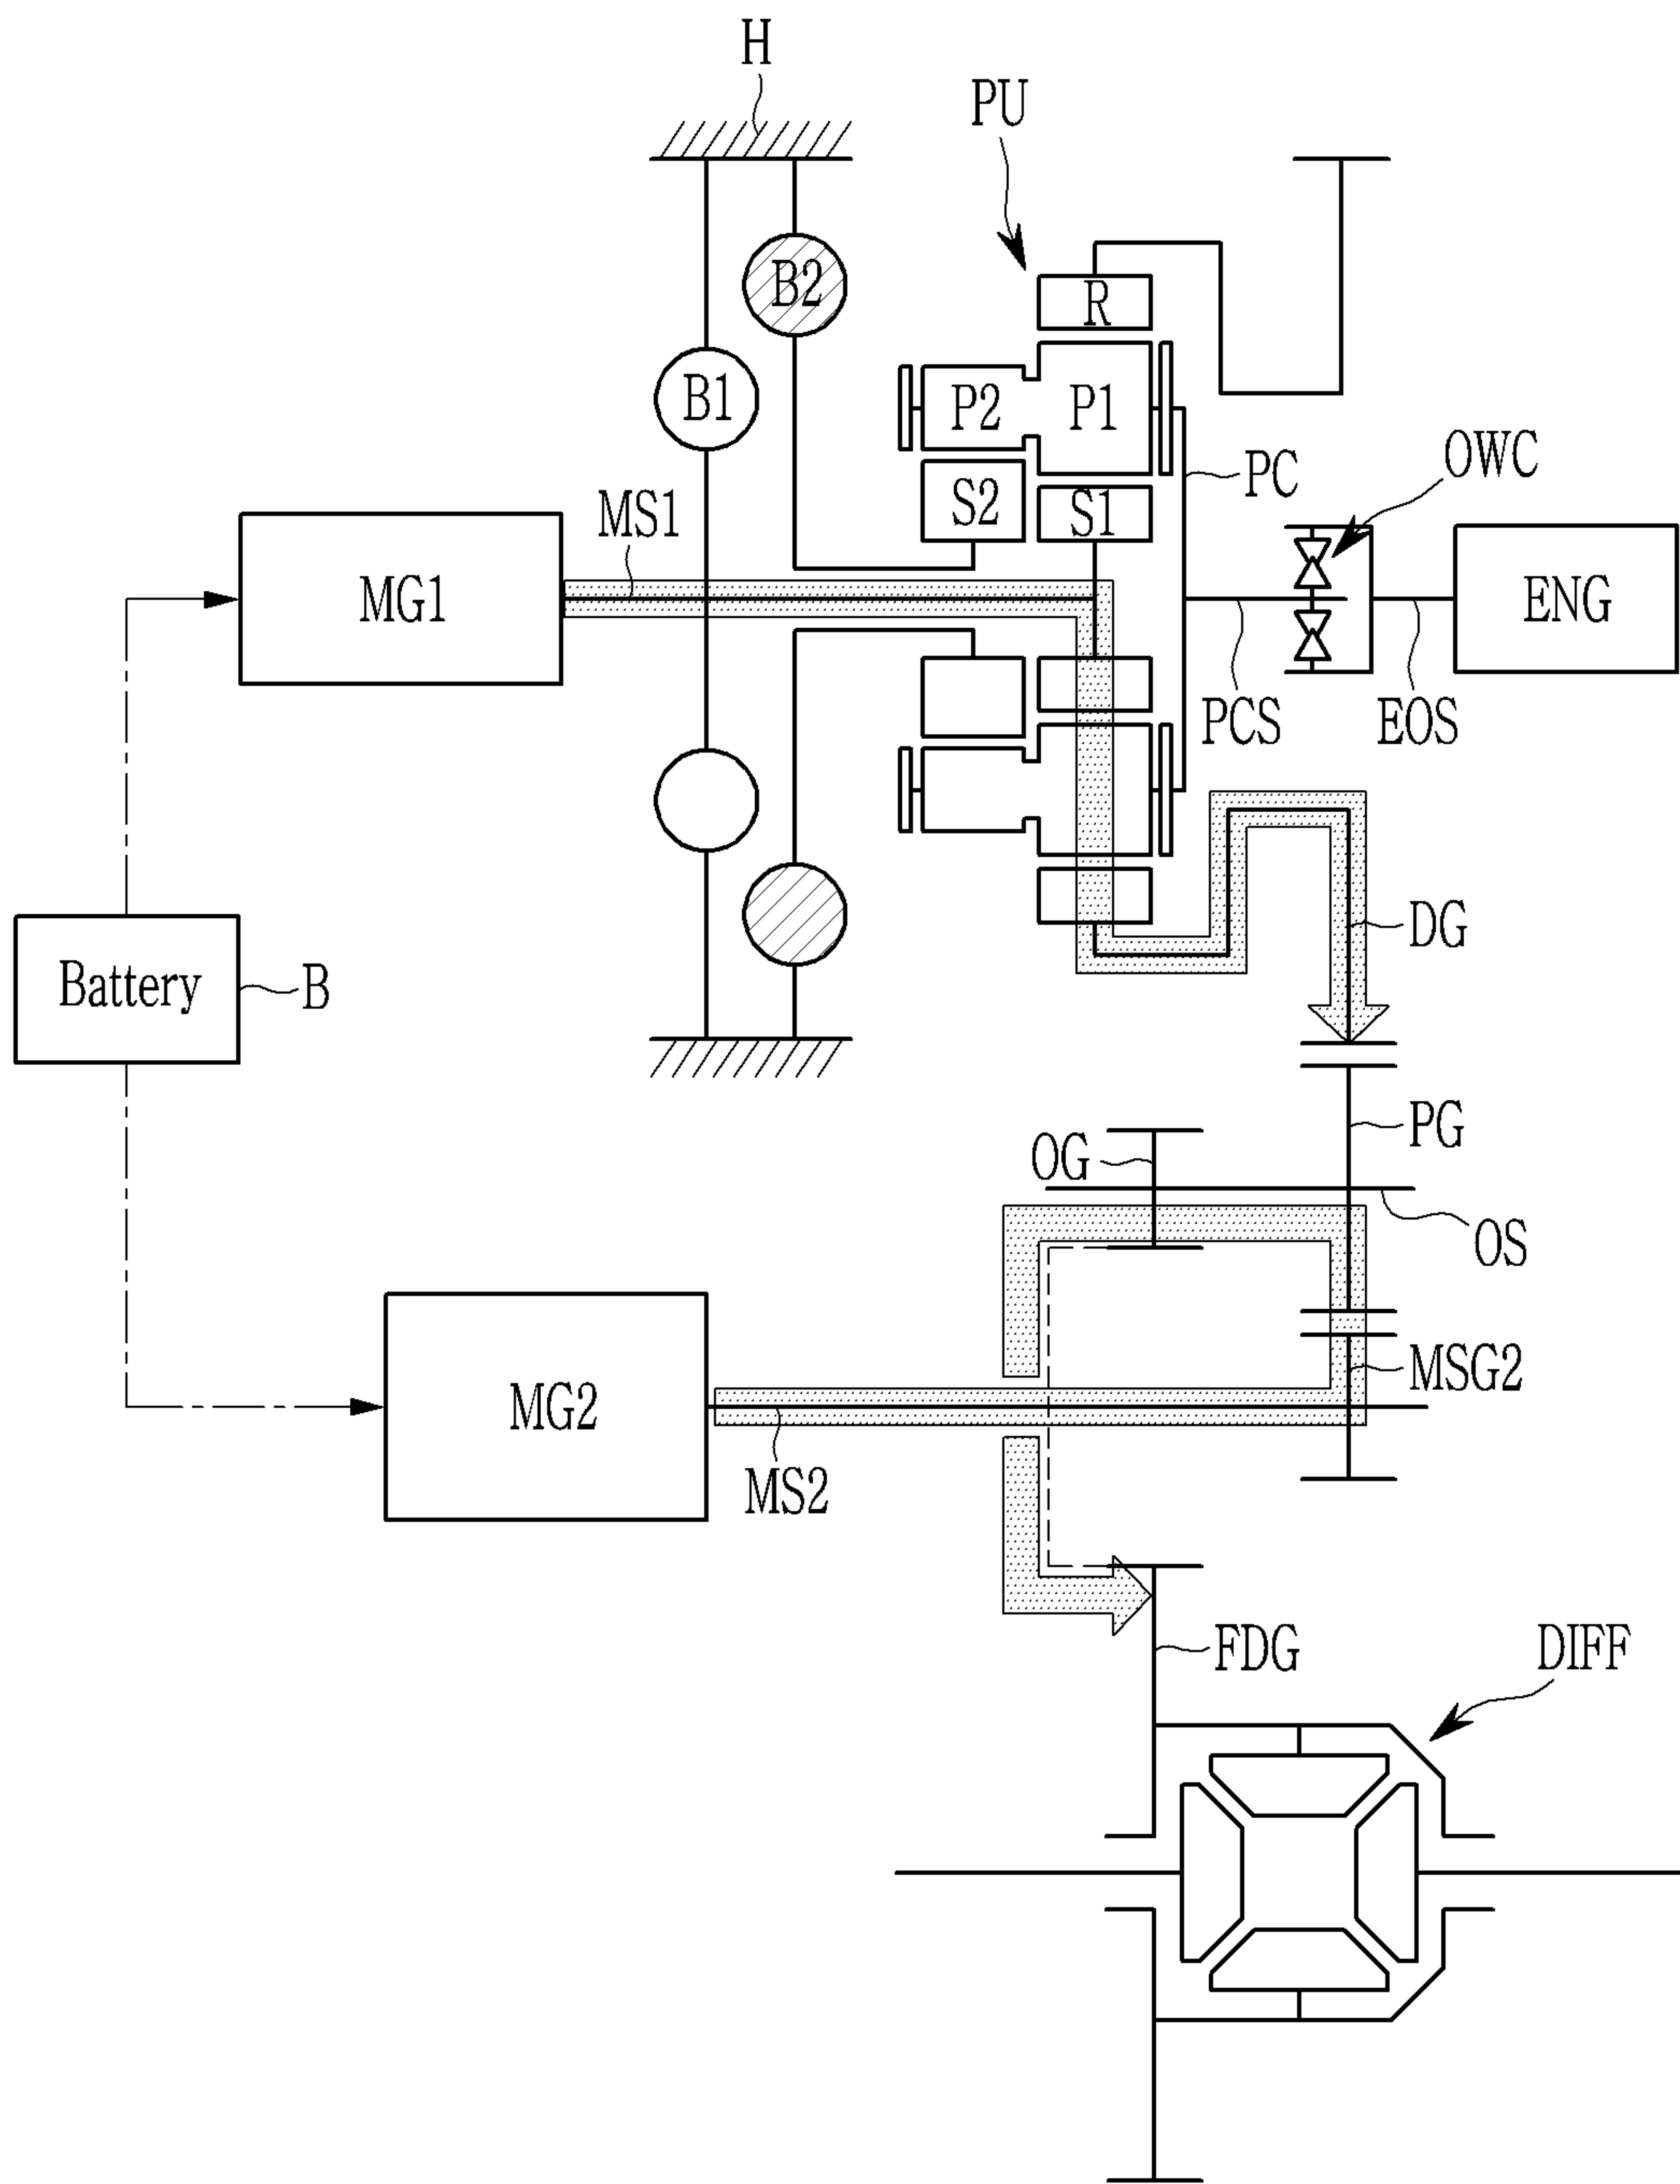 H
PU
B2
R
B1
P2
P1
PC
OWC
MS1
S2
S1
MG1
ENG
PCS
EOS
DG
Battery
B
PG
OG
OS
MSG2
MG2
MS2
FDG
DIFF